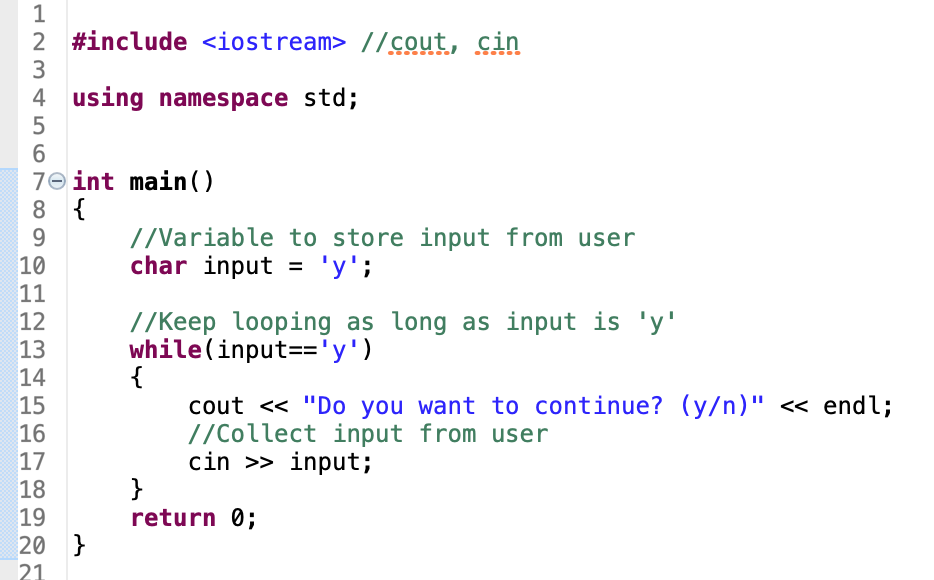 1
2 #include <iostream> //cout, cin
3
4 using namespace std;
5
6
7 int main()
8 {
9 //Variable to store input from user
10 char input = 'y';
11
12 //Keep looping as long as input is 'y'
13 while(input=='y')
14 {
15 cout << "Do you want to continue? (y/n)" << endl;
16 //Collect input from user
17 cin >> input;
18 }
19 return 0;
20 }
21